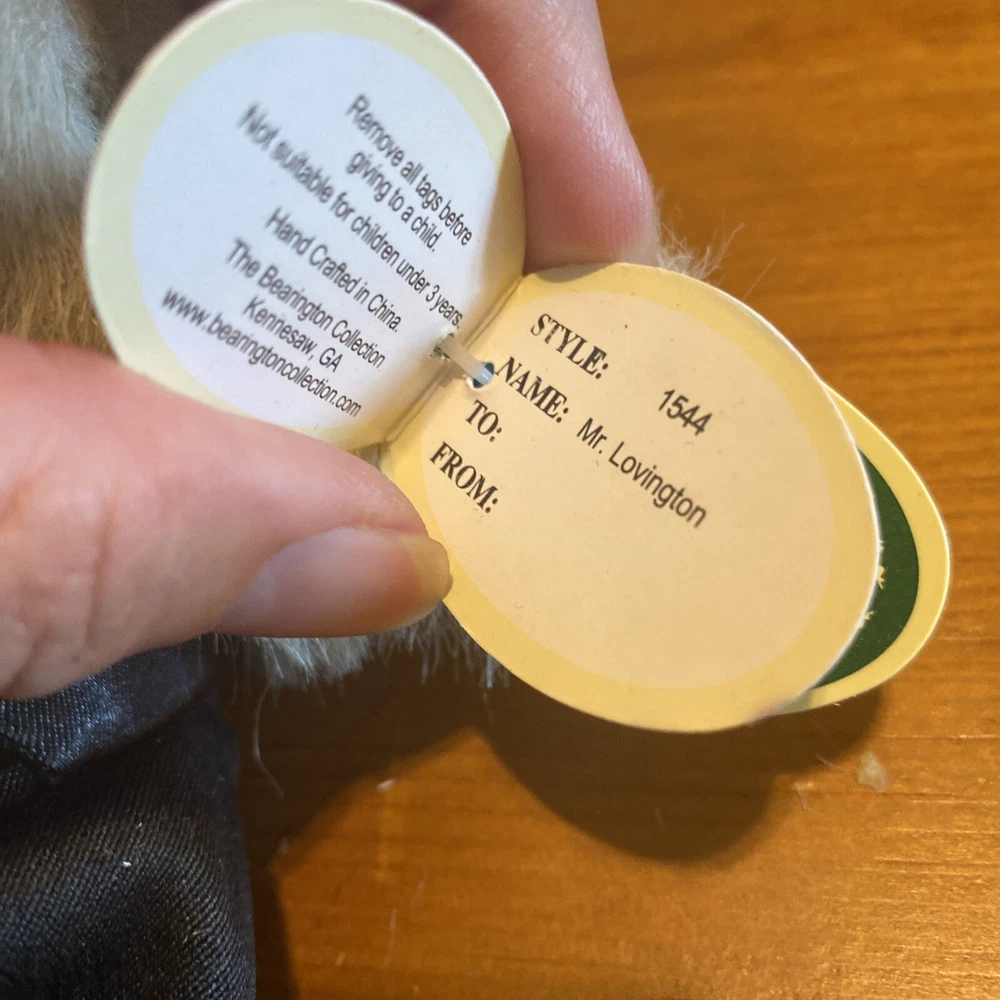 Remove all tags before
giving to a child.
Not suitable for children under 3 years.
Hand Crafted in China.
The Bearington Collection
Kennesaw, GA
www.bearingtoncollection.com
STYLE: 1544
NAME: Mr. Lovington
TO:
FROM: